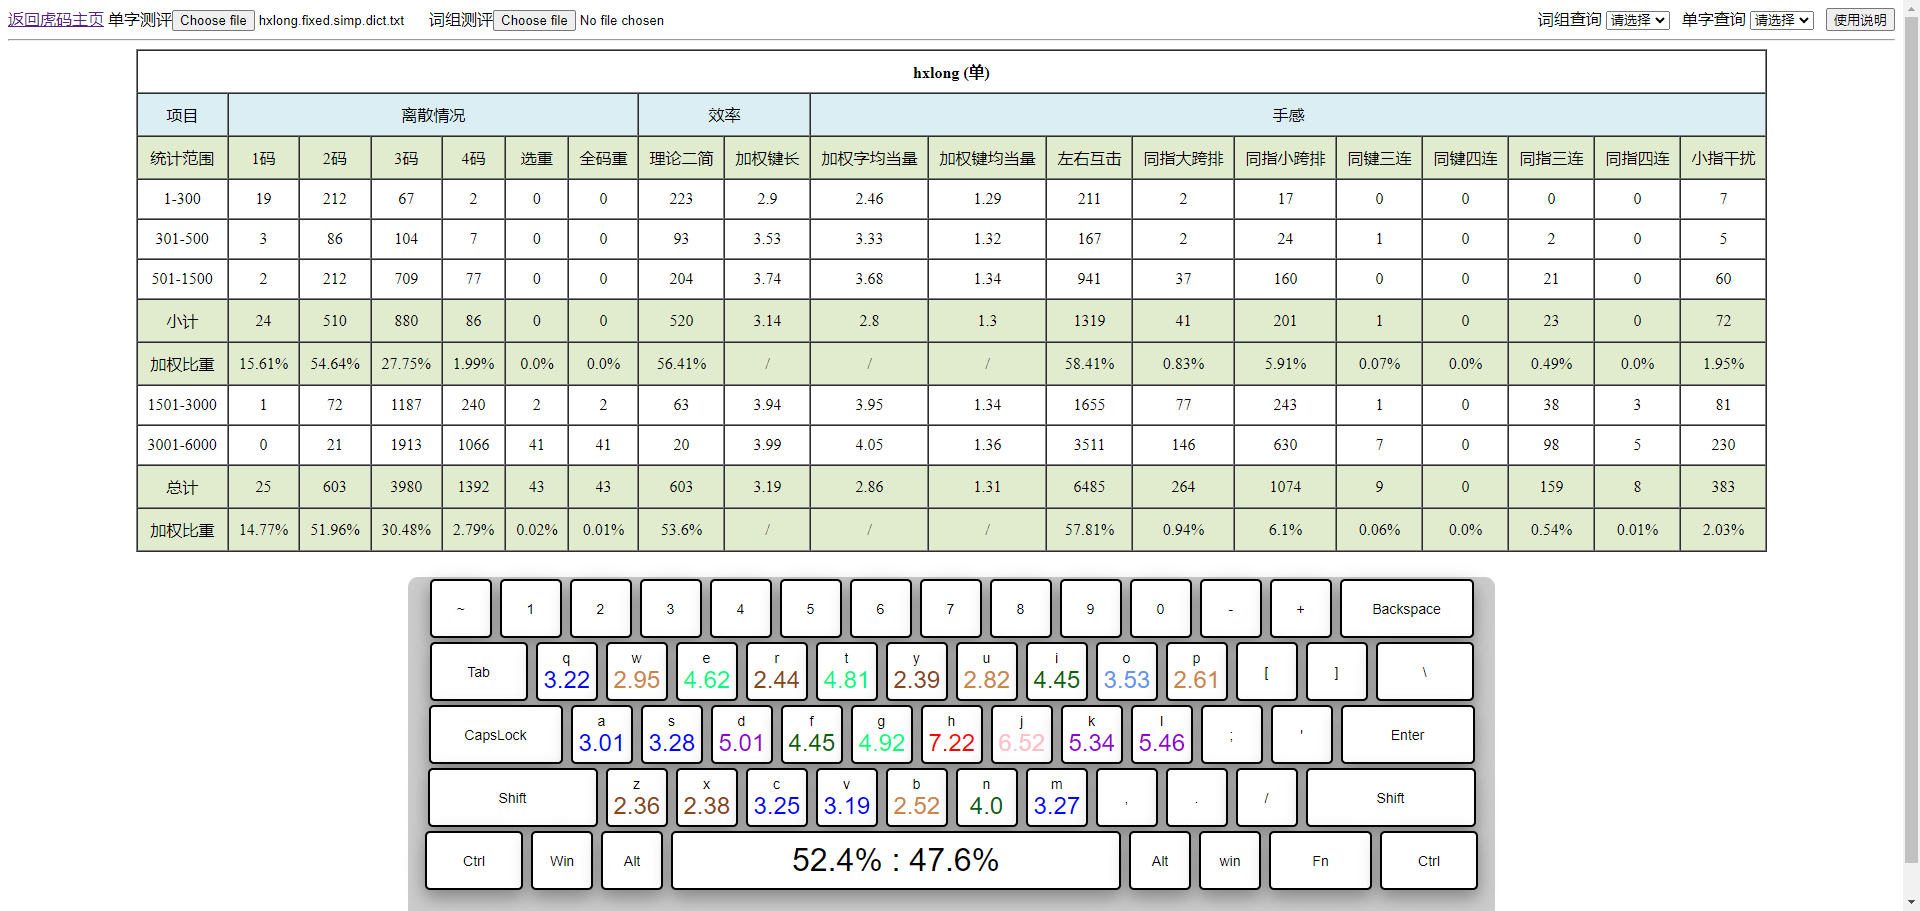 返回虎码主页 单字测评 Choose file hxlong.fixed.simp.dict.txt 词组测评 Choose file No file chosen 词组查询 请选择 单字查询 请选择 使用说明
hxlong (单)
项目 离散情况 效率 手感
统计范围 1码 2码 3码 4码 选重 全码重 理论二简 加权键长 加权字均当量 加权键均当量 左右互击 同指大跨排 同指小跨排 同键三连 同键四连 同指三连 同指四连 小指干扰
1-300 19 212 67 2 0 0 223 2.9 2.46 1.29 211 2 17 0 0 0 0 7
301-500 3 86 104 7 0 0 93 3.53 3.33 1.32 167 2 24 1 0 2 0 5
501-1500 2 212 709 77 0 0 204 3.74 3.68 1.34 941 37 160 0 0 21 0 60
小计 24 510 880 86 0 0 520 3.14 2.8 1.3 1319 41 201 1 0 23 0 72
加权比重 15.61% 54.64% 27.75% 1.99% 0.0% 0.0% 56.41% / / / 58.41% 0.83% 5.91% 0.07% 0.0% 0.49% 0.0% 1.95%
1501-3000 1 72 1187 240 2 2 63 3.94 3.95 1.34 1655 77 243 1 0 38 3 81
3001-6000 0 21 1913 1066 41 41 20 3.99 4.05 1.36 3511 146 630 7 0 98 5 230
总计 25 603 3980 1392 43 43 603 3.19 2.86 1.31 6485 264 1074 9 0 159 8 383
加权比重 14.77% 51.96% 30.48% 2.79% 0.02% 0.01% 53.6% / / / 57.81% 0.94% 6.1% 0.06% 0.0% 0.54% 0.01% 2.03%
~ 1 2 3 4 5 6 7 8 9 0 - + Backspace
q w e r t y u i o p
Tab 3.22 2.95 4.62 2.44 4.81 2.39 2.82 4.45 3.53 2.61 [ ] \
a s d f g h j k l
CapsLock 3.01 3.28 5.01 4.45 4.92 7.22 6.52 5.34 5.46 ; ' Enter
z x c v b n m
Shift 2.36 2.38 3.25 3.19 2.52 4.0 3.27 , . / Shift
Ctrl Win Alt 52.4% : 47.6% Alt win Fn Ctrl